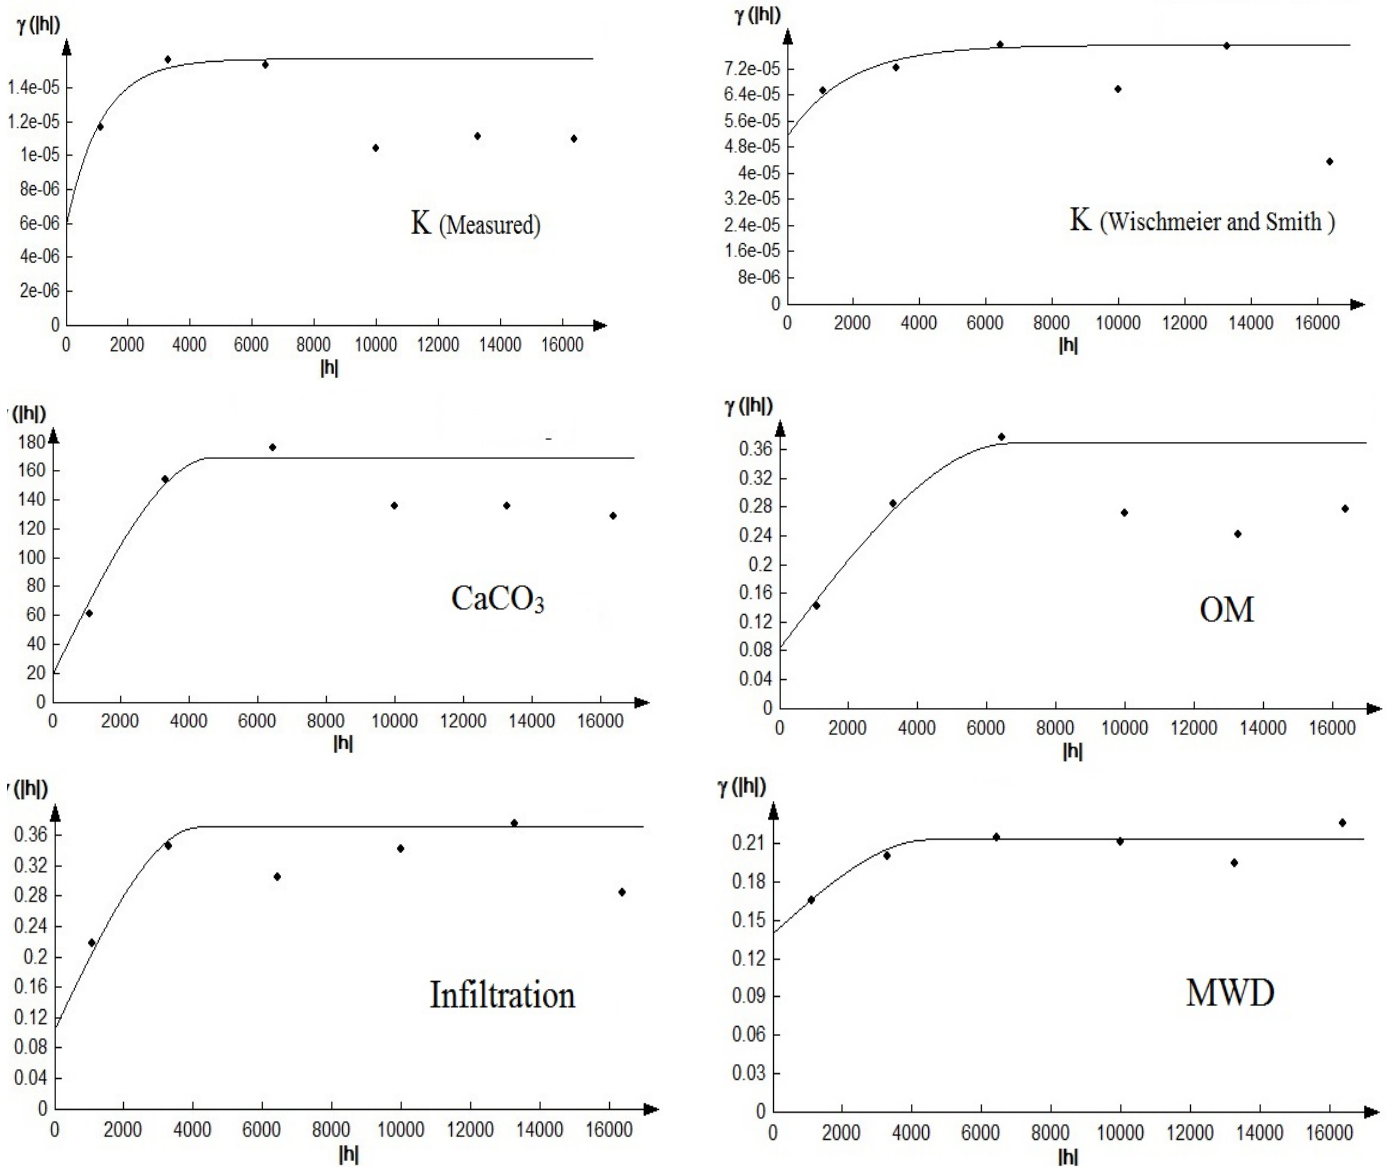 γ (|h|)
1.4e-05
1.2e-05
1e-05
8e-06
6e-06
4e-06
2e-06
0
0 2000 4000 6000 8000 10000 12000 14000 16000
|h|
K (Measured)
γ (|h|)
7.2e-05
6.4e-05
5.6e-05
4.8e-05
4e-05
3.2e-05
2.4e-05
1.6e-05
8e-06
0
0 2000 4000 6000 8000 10000 12000 14000 16000
|h|
K (Wischmeier and Smith )
(|h|)
180
160
140
120
100
80
60
40
20
0
0 2000 4000 6000 8000 10000 12000 14000 16000
|h|
CaCO₃
γ (|h|)
0.36
0.32
0.28
0.24
0.2
0.16
0.12
0.08
0.04
0
0 2000 4000 6000 8000 10000 12000 14000 16000
|h|
OM
(|h|)
0.36
0.32
0.28
0.24
0.2
0.16
0.12
0.08
0.04
0
0 2000 4000 6000 8000 10000 12000 14000 16000
|h|
Infiltration
γ (|h|)
0.21
0.18
0.15
0.12
0.09
0.06
0.03
0
0 2000 4000 6000 8000 10000 12000 14000 16000
|h|
MWD